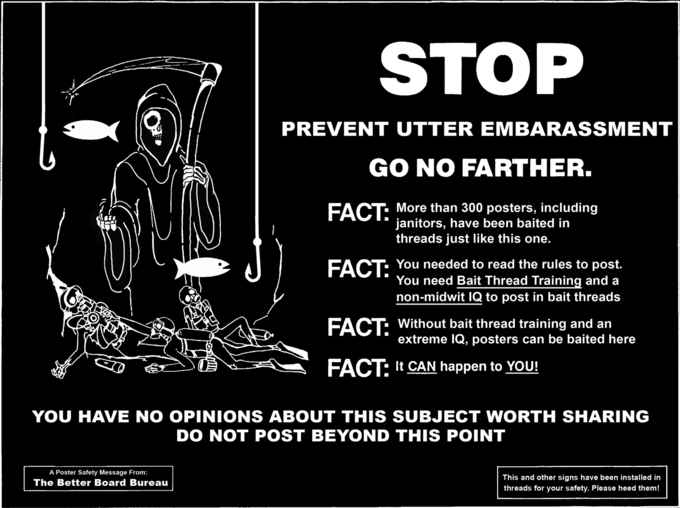 STOP
PREVENT UTTER EMBARASSMENT
GO NO FARTHER.
FACT: More than 300 posters, including
janitors, have been baited in
threads just like this one.
FACT: You needed to read the rules to post.
You need Bait Thread Training and a
non-midwit IQ to post in bait threads
FACT: Without bait thread training and an
extreme IQ, posters can be baited here
FACT: It CAN happen to YOU!
YOU HAVE NO OPINIONS ABOUT THIS SUBJECT WORTH SHARING
DO NOT POST BEYOND THIS POINT
A Poster Safety Message From:
The Better Board Bureau
This and other signs have been installed in
threads for your safety. Please heed them!